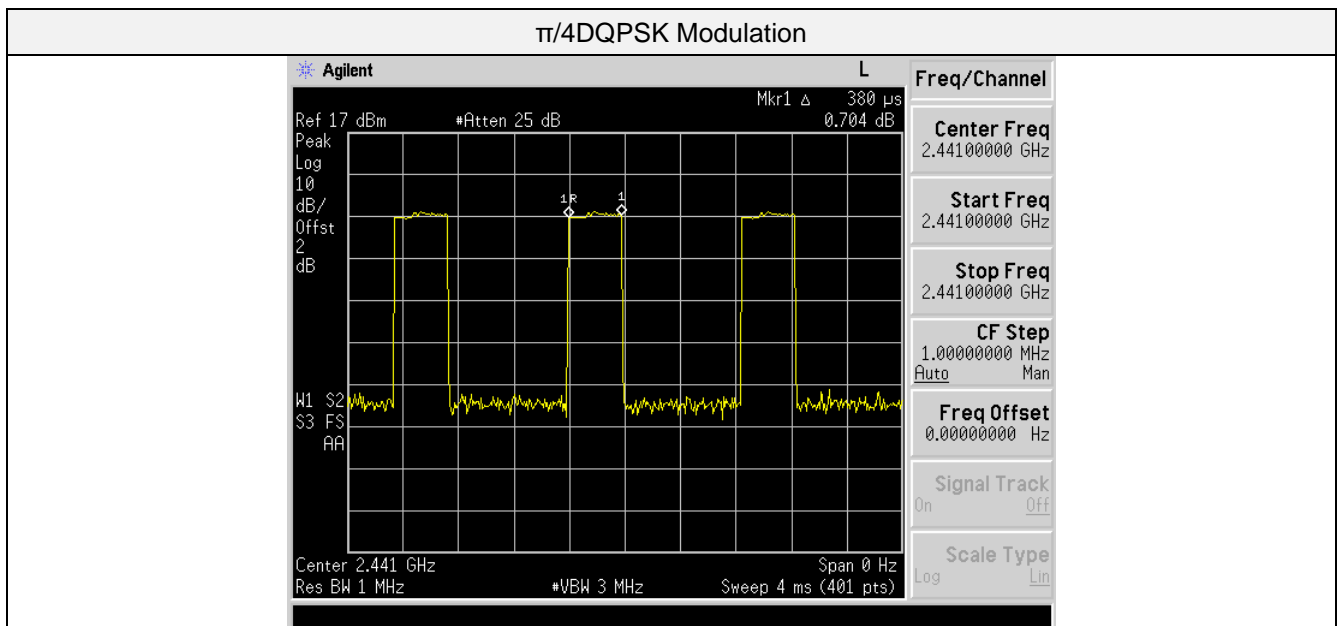 π/4DQPSK Modulation
Agilent L
Mkr1 Δ 380 µs
Ref 17 dBm #Atten 25 dB 0.704 dB
Peak
Log
10
dB/
Offst
2
dB
1R 1
W1 S2
S3 FS
AA
Center 2.441 GHz Span 0 Hz
Res BW 1 MHz #VBW 3 MHz Sweep 4 ms (401 pts)
Freq/Channel
Center Freq
2.44100000 GHz
Start Freq
2.44100000 GHz
Stop Freq
2.44100000 GHz
CF Step
1.00000000 MHz
Auto Man
Freq Offset
0.00000000 Hz
Signal Track
On Off
Scale Type
Log Lin